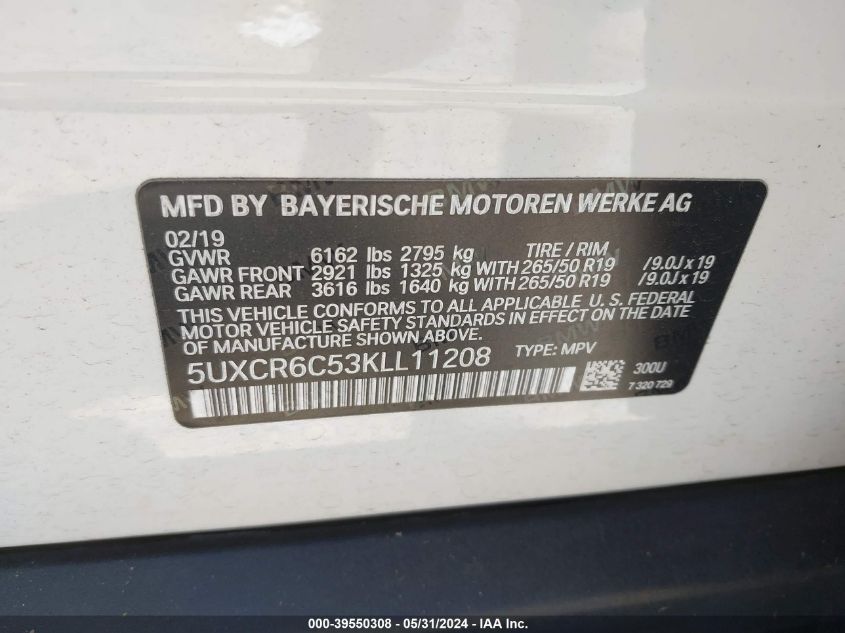 MFD BY BAYERISCHE MOTOREN WERKE AG
02/19
GVWR 6162 lbs 2795 kg TIRE / RIM
GAWR FRONT 2921 lbs 1325 kg WITH 265/50 R19 /9.0J x 19
GAWR REAR 3616 lbs 1640 kg WITH 265/50 R19 /9.0J x 19
THIS VEHICLE CONFORMS TO ALL APPLICABLE U. S. FEDERAL
MOTOR VEHICLE SAFETY STANDARDS IN EFFECT ON THE DATE
OF MANUFACTURE SHOWN ABOVE.
5UXCR6C53KLL11208 TYPE: MPV 300U
7 320 729
000-39550308 - 05/31/2024 - IAAI.com